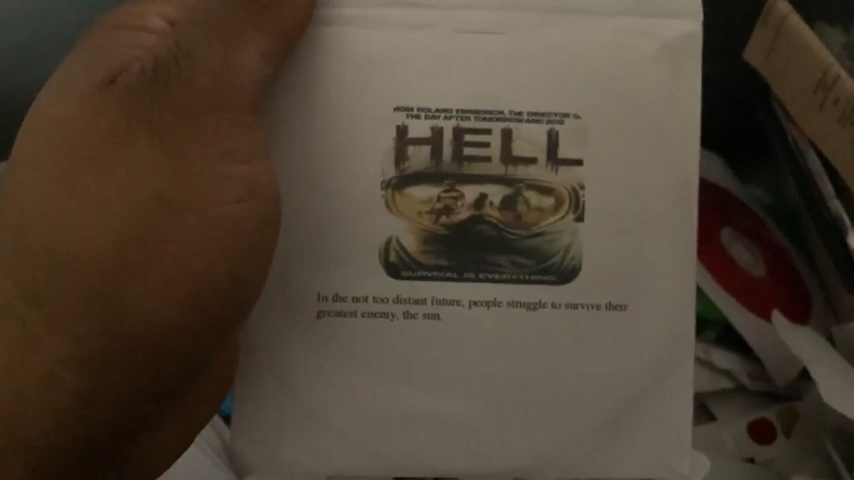 FROM ROLAND EMMERICH, THE DIRECTOR O
THE DAY AFTER TOMORROW AND 2012
HELL
SURVIVAL IS EVERYTHING
In the not too distant future, people struggle to survive their
greatest enemy, the sun.